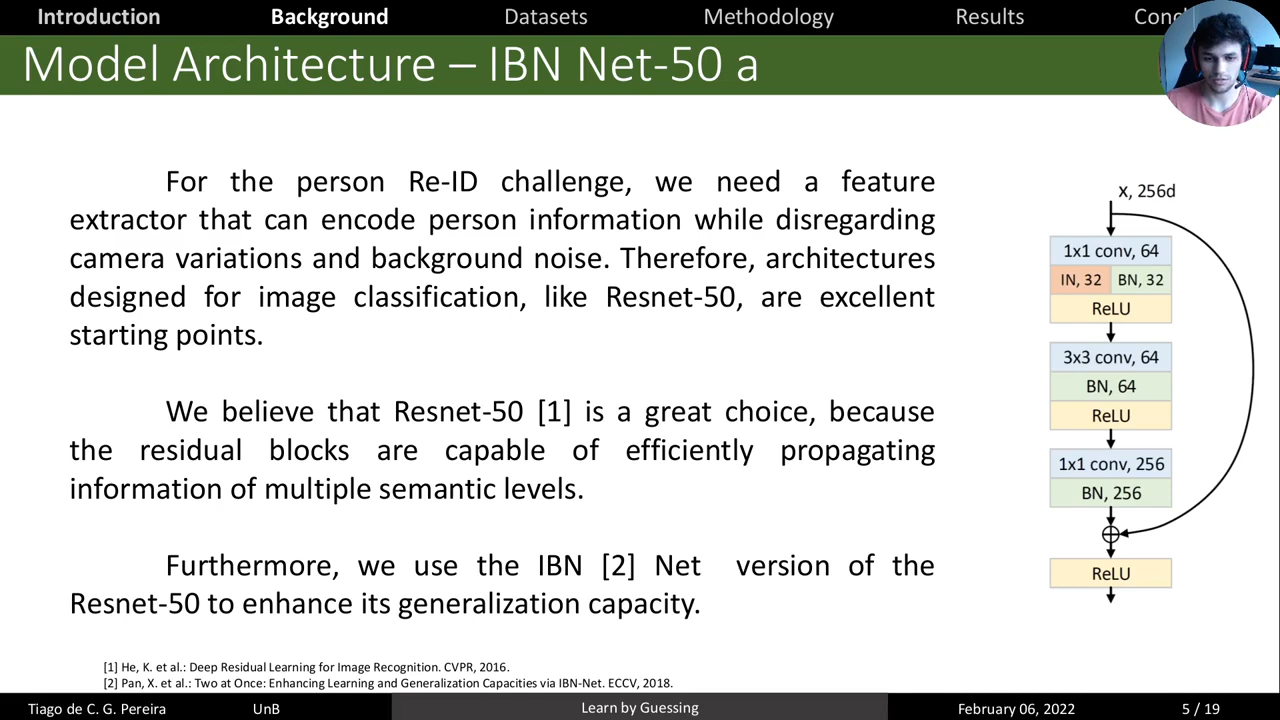 Introduction Background Datasets Methodology Results
Model Architecture – IBN Net-50 a
For the person Re-ID challenge, we need a feature
extractor that can encode person information while disregarding
camera variations and background noise. Therefore, architectures
designed for image classification, like Resnet-50, are excellent
starting points.
We believe that Resnet-50 [1] is a great choice, because
the residual blocks are capable of efficiently propagating
information of multiple semantic levels.
Furthermore, we use the IBN [2] Net version of the
Resnet-50 to enhance its generalization capacity.
x, 256d
1x1 conv, 64
IN, 32 BN, 32
ReLU
3x3 conv, 64
BN, 64
ReLU
1x1 conv, 256
BN, 256
ReLU
[1] He, K. et al.: Deep Residual Learning for Image Recognition. CVPR, 2016.
[2] Pan, X. et al.: Two at Once: Enhancing Learning and Generalization Capacities via IBN-Net. ECCV, 2018.
Tiago de C. G. Pereira UnB Learn by Guessing February 06, 2022 5 / 19